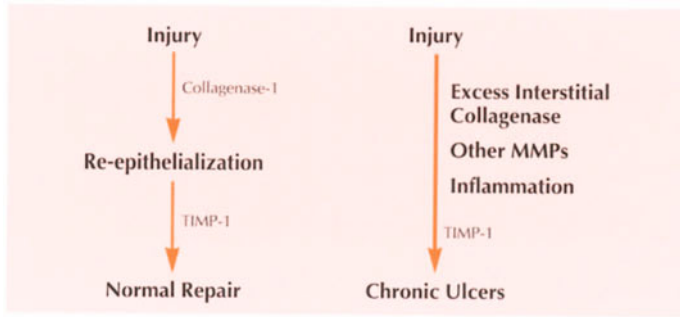 Injury
Collagenase-1
Re-epithelialization
TIMP-1
Normal Repair
Injury
Excess Interstitial
Collagenase
Other MMPs
Inflammation
TIMP-1
Chronic Ulcers